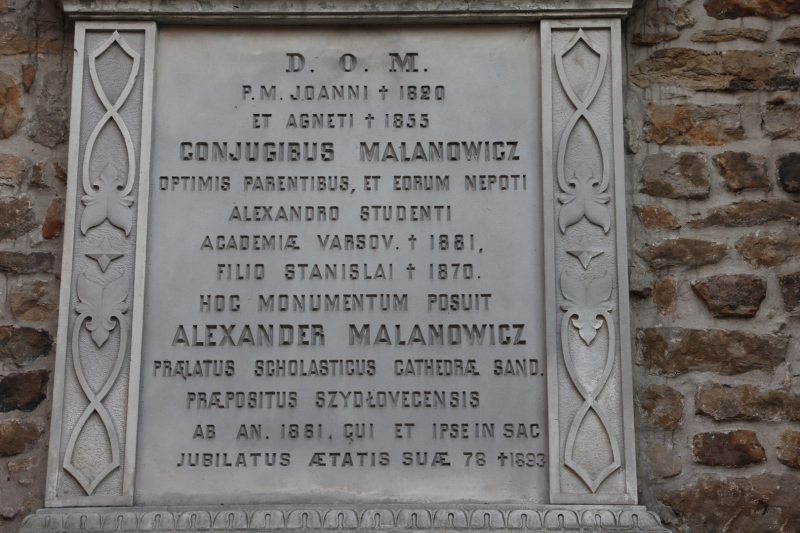 D. O. M.
P. M. JOANNI † 1820
ET AGNETI † 1855
CONJUGIBUS MALANOWICZ
OPTIMIS PARENTIBUS, ET EORUM NEPOTI
ALEXANDRO STUDENTI
ACADEMIÆ VARSOV. † 1881,
FILIO STANISLAI † 1870.
HOC MONUMENTUM POSUIT
ALEXANDER MALANOWICZ
PRÆLATUS SCHOLASTICUS CATHEDRÆ SAND.
PRÆPOSITUS SZYDŁOVECENSIS
AB AN. 1861, QUI ET IPSE IN SAC
JUBILATUS ÆTATIS SUÆ 78 † 1893